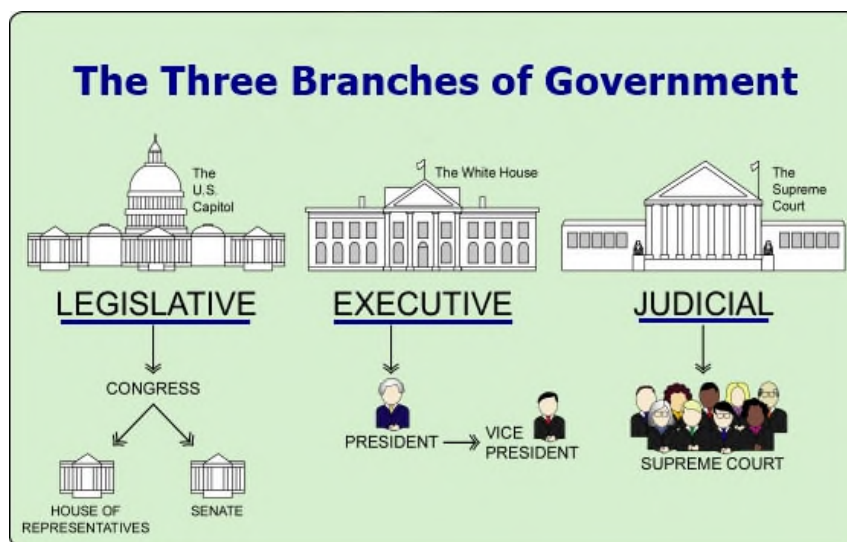 The Three Branches of Government
The
U.S.
Capitol
The White House
The
Supreme
Court
LEGISLATIVE
EXECUTIVE
JUDICIAL
CONGRESS
PRESIDENT
VICE
PRESIDENT
SUPREME COURT
HOUSE OF
REPRESENTATIVES
SENATE